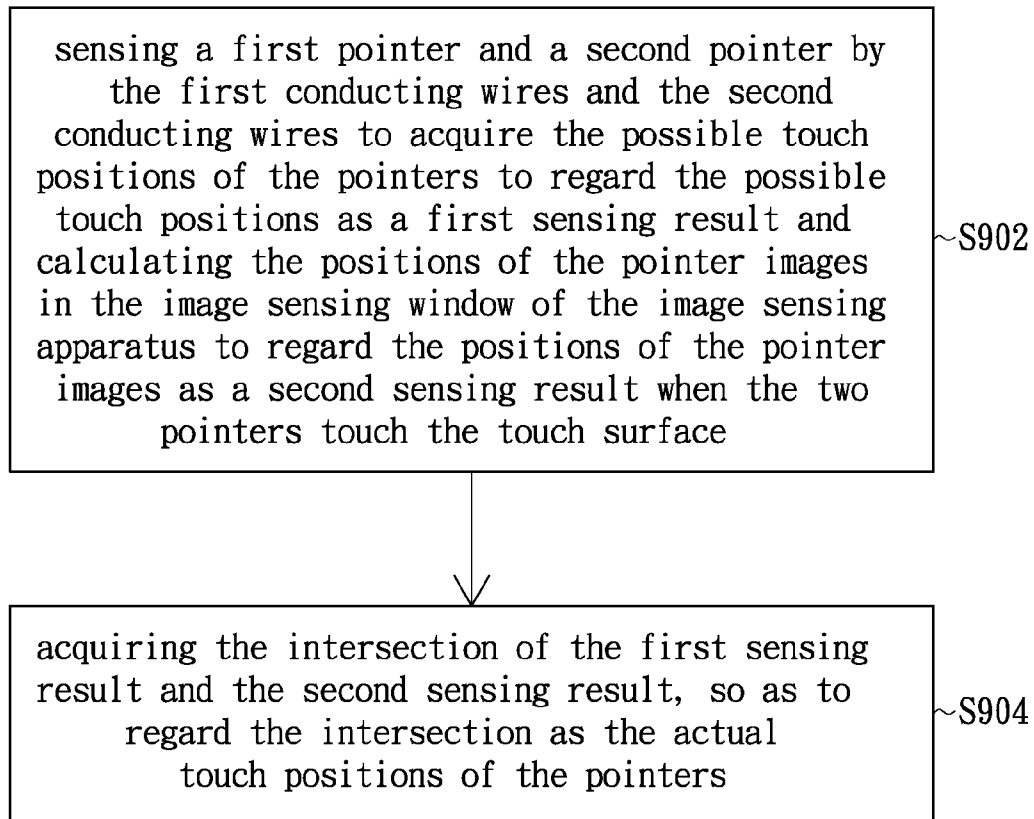 sensing a first pointer and a second pointer by
the first conducting wires and the second
conducting wires to acquire the possible touch
positions of the pointers to regard the possible
touch positions as a first sensing result and
calculating the positions of the pointer images
in the image sensing window of the image sensing
apparatus to regard the positions of the pointer
images as a second sensing result when the two
pointers touch the touch surface
~S902
acquiring the intersection of the first sensing
result and the second sensing result, so as to
regard the intersection as the actual
touch positions of the pointers
~S904